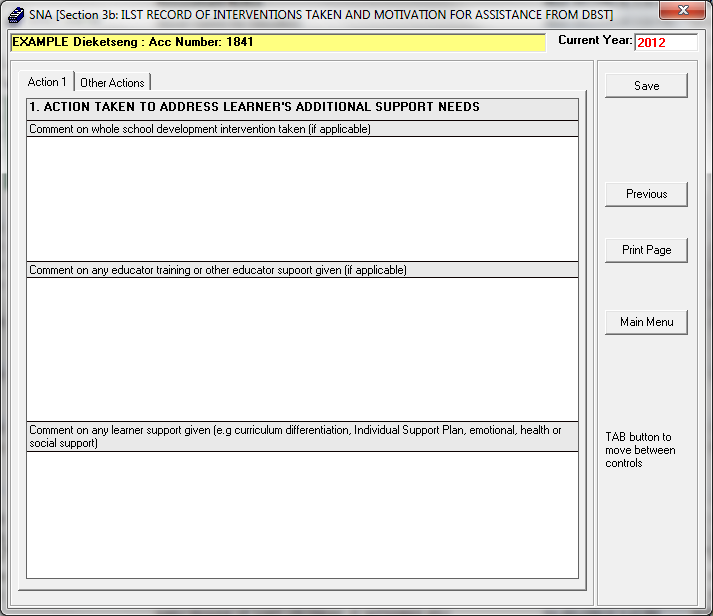 SNA [Section 3b: ILST RECORD OF INTERVENTIONS TAKEN AND MOTIVATION FOR ASSISTANCE FROM DBST]
EXAMPLE Dieketseng : Acc Number: 1841
Current Year: 2012
Action 1
Other Actions
1. ACTION TAKEN TO ADDRESS LEARNER'S ADDITIONAL SUPPORT NEEDS
Comment on whole school development intervention taken (if applicable)
Comment on any educator training or other educator supoort given (if applicable)
Comment on any learner support given (e.g curriculum differentiation, Individual Support Plan, emotional, health or
social support)
Save
Previous
Print Page
Main Menu
TAB button to
move between
controls